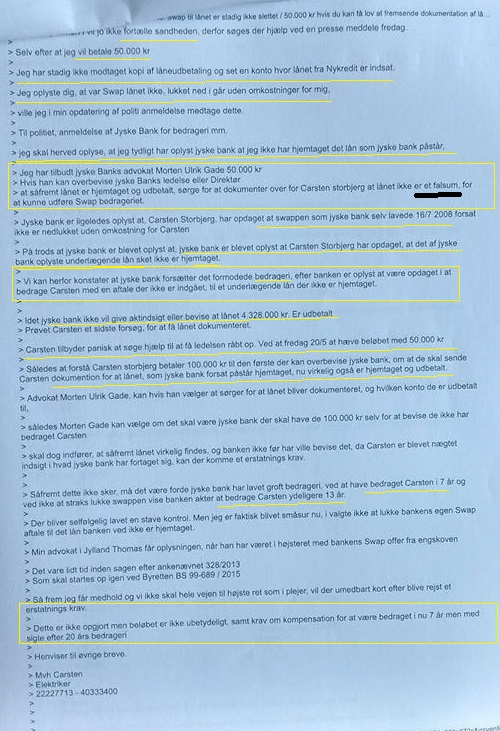 swap til lånet er stadig ikke slettet / 50.000 kr hvis du kan få lov at fremsende dokumentation af lå...
vil jo ikke fortælle sandheden, derfor søges der hjælp ved en presse meddele fredag.
>
> Selv efter at jeg vil betale 50.000 kr
>
> Jeg har stadig ikke modtaget kopi af låneudbetaling og set en konto hvor lånet fra Nykredit er indsat.
>
> Jeg oplyste dig, at var Swap lånet ikke, lukket ned i går uden omkostninger for mig,
>
> ville jeg i min opdatering af politi anmeldelse medtage dette.
>
> Til politiet, anmeldelse af Jyske Bank for bedrageri mm.
>
> jeg skal herved oplyse, at jeg tydligt har oplyst jyske bank at jeg ikke har hjemtaget det lån som jyske bank påstår,
>
> Jeg har tilbudt jyske Banks advokat Morten Ulrik Gade 50.000 kr
> Hvis han kan overbevise jyske Banks ledelse eller Direktør
> at såfremt lånet er hjemtaget og udbetalt, sørge for at dokumenter over for Carsten storbjerg at lånet ikke er et falsum, for
at kunne udføre Swap bedrageriet.
>
> Jyske bank er ligeledes oplyst at, Carsten Storbjerg, har opdaget at swappen som jyske bank selv lavede 16/7 2008 forsat
ikke er nedlukket uden omkostning for Carsten
>
> På trods at jyske bank er blevet oplyst at, jyske bank er blevet oplyst at Carsten Storbjerg har opdaget, at det af jyske
bank oplyste underlægende lån sket ikke er hjemtaget.
>
> Vi kan herfor konstater at jyske bank forsætter det formodede bedrageri, efter banken er oplyst at være opdaget i at
bedrage Carsten med en aftale der ikke er indgået, til et underlægende lån der ikke er hjemtaget.
>
> Idet jyske bank ikke vil give aktindsigt eller bevise at lånet 4.328.000 kr. Er udbetalt
> Prøvet Carsten et sidste forsøg, for at få lånet dokumenteret.
>
> Carsten tilbyder panisk at søge hjælp til at få ledelsen råbt op. Ved at fredag 20/5 at hæve beløbet med 50.000 kr
>
> Således at forstå Carsten storbjerg betaler 100.000 kr til den første der kan overbevise jyske bank, om at de skal sende
Carsten dokumention for at lånet, som jyske bank forsat påstår hjemtaget, nu virkelig også er hjemtaget og udbetalt.
>
> Advokat Morten Ulrik Gade, kan hvis han vælger at sørger for at lånet bliver dokumenteret, og hvilken konto de er udbetalt
til,
>
> således Morten Gade kan vælge om det skal være jyske bank der skal have de 100.000 kr selv for at bevise de ikke har
bedraget Carsten
>
> skal dog indfører, at såfremt lånet virkelig findes, og banken ikke før har ville bevise det, da Carsten er blevet nægtet
indsigt i hvad jyske bank har fortaget sig, kan der komme et erstatnings krav.
>
> Såfremt dette ikke sker, må det være forde jyske bank har lavet groft bedrageri, ved at have bedraget Carsten i 7 år og
ved ikke at straks lukke swappen vise banken akter at bedrage Carsten ydeligere 13 år.
>
> Der bliver selfølgelig lavet en stave kontrol. Men jeg er faktisk blivet småsur nu, i valgte ikke at lukke bankens egen Swap
aftale til det lån banken ved ikke er hjemtaget.
>
> Min advokat i Jylland Thomas får oplysningen, når han har været i højsteret med bankens Swap offer fra engskoven
>
> Det vare lidt tid inden sagen efter ankenævnet 328/2013
> Som skal startes op igen ved Byretten BS 99-689 / 2015
>
> Så frem jeg får medhold og vi ikke skal hele vejen til højste ret som i plejer, vil der umedbart kort efter blive rejst et
erstatnings krav.
>
> Dette er ikke opgjort men beløbet er ikke ubetydeligt, samt krav om kompensation for at være bedraget i nu 7 år men med
sigte efter 20 års bedrageri
>
> Henviser til øvrige breve.
>
> Mvh Carsten
> Elektriker
> 22227713 - 40333400
>
>
>
>
>